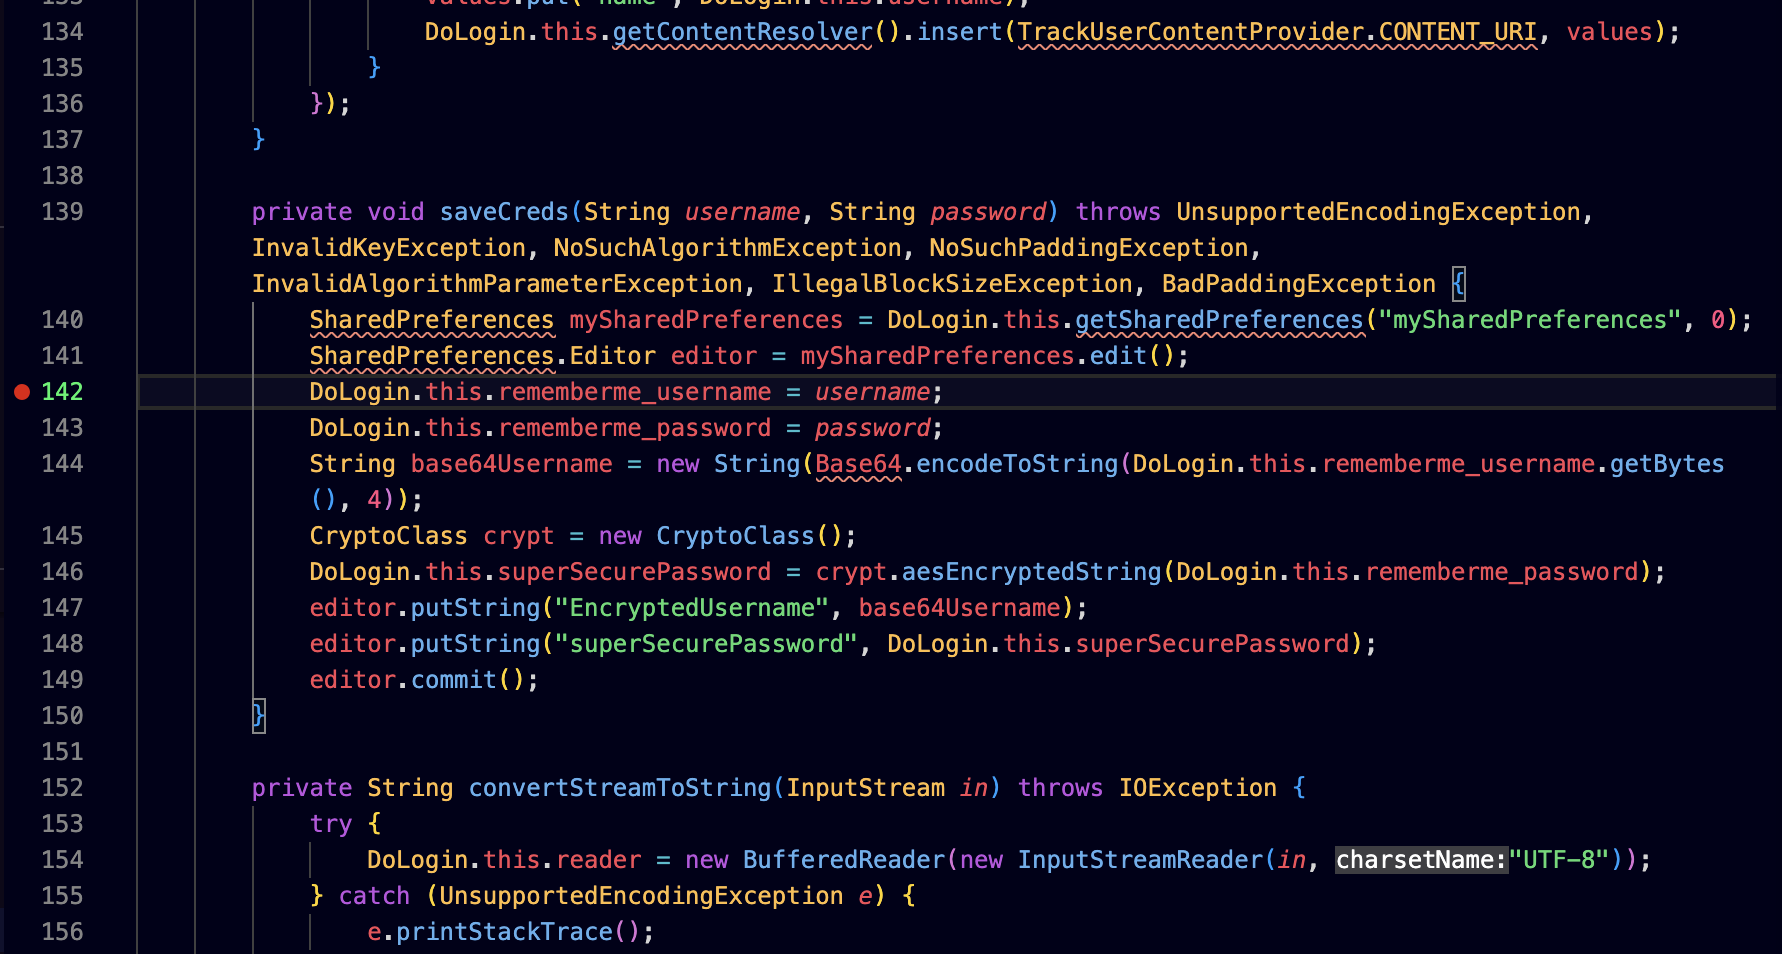 133 values.put("name", DoLogin.this.username);
134 DoLogin.this.getContentResolver().insert(TrackUserContentProvider.CONTENT_URI, values);
135 }
136 });
137 }
138
139 private void saveCreds(String username, String password) throws UnsupportedEncodingException,
InvalidKeyException, NoSuchAlgorithmException, NoSuchPaddingException,
InvalidAlgorithmParameterException, IllegalBlockSizeException, BadPaddingException {
140 SharedPreferences mySharedPreferences = DoLogin.this.getSharedPreferences("mySharedPreferences", 0);
141 SharedPreferences.Editor editor = mySharedPreferences.edit();
142 DoLogin.this.rememberme_username = username;
143 DoLogin.this.rememberme_password = password;
144 String base64Username = new String(Base64.encodeToString(DoLogin.this.rememberme_username.getBytes
(), 4));
145 CryptoClass crypt = new CryptoClass();
146 DoLogin.this.superSecurePassword = crypt.aesEncryptedString(DoLogin.this.rememberme_password);
147 editor.putString("EncryptedUsername", base64Username);
148 editor.putString("superSecurePassword", DoLogin.this.superSecurePassword);
149 editor.commit();
150 }
151
152 private String convertStreamToString(InputStream in) throws IOException {
153 try {
154 DoLogin.this.reader = new BufferedReader(new InputStreamReader(in, charsetName:"UTF-8"));
155 } catch (UnsupportedEncodingException e) {
156 e.printStackTrace();